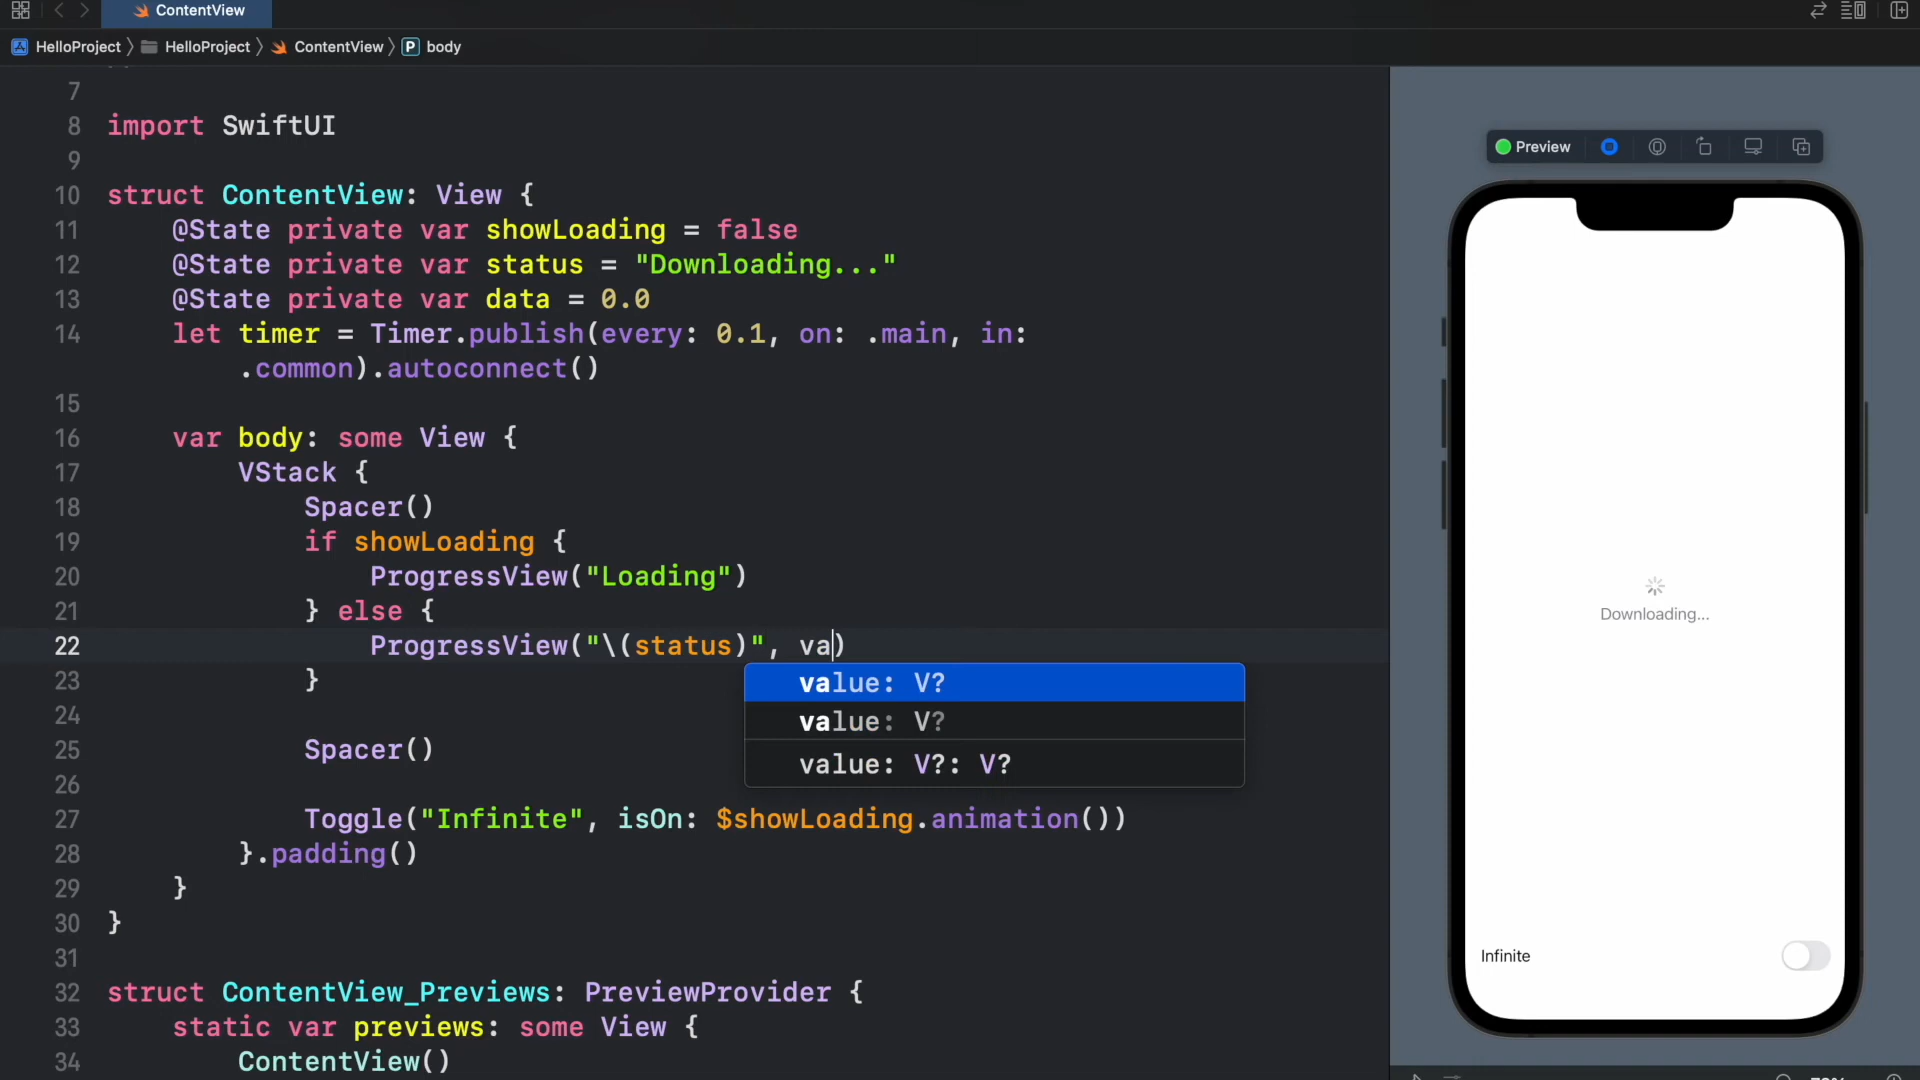 ContentView
HelloProject 〉 HelloProject 〉 ContentView 〉 P body
7
8 import SwiftUI
9
10 struct ContentView: View {
11 @State private var showLoading = false
12 @State private var status = "Downloading..."
13 @State private var data = 0.0
14 let timer = Timer.publish(every: 0.1, on: .main, in:
.common).autoconnect()
15
16 var body: some View {
17 VStack {
18 Spacer()
19 if showLoading {
20 ProgressView("Loading")
21 } else {
22 ProgressView("\(status)", va)
23 }
value: V?
24
value: V?
25 Spacer()
value: V?: V?
26
27 Toggle("Infinite", isOn: $showLoading.animation())
28 }.padding()
29 }
30 }
31
32 struct ContentView_Previews: PreviewProvider {
33 static var previews: some View {
34 ContentView()
Preview
Downloading...
Infinite